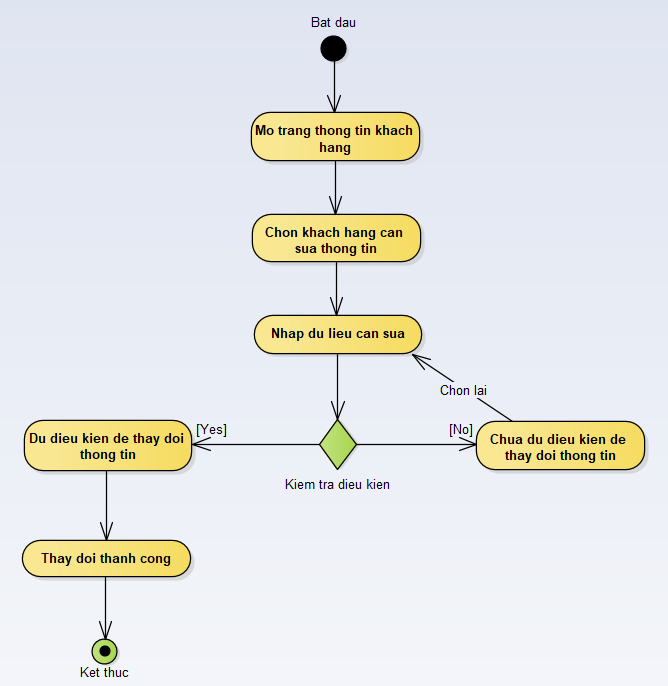 Bat dau
Mo trang thong tin khach
hang
Chon khach hang can
sua thong tin
Nhap du lieu can sua
Chon lai
[Yes]
[No]
Du dieu kien de thay doi
thong tin
Chua du dieu kien de
thay doi thong tin
Kiem tra dieu kien
Thay doi thanh cong
Ket thuc